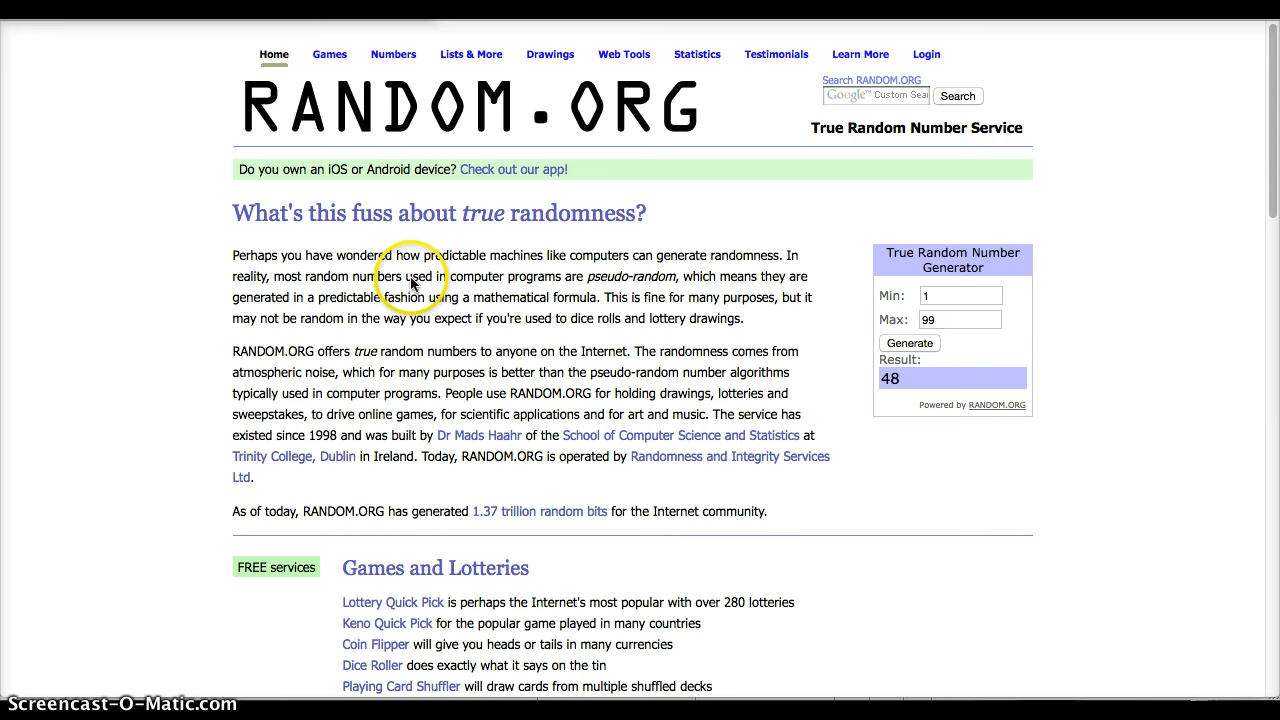 Home Games Numbers Lists & More Drawings Web Tools Statistics Testimonials Learn More Login
RANDOM.ORG
Search RANDOM.ORG
Google™ Custom Sear Search
True Random Number Service
Do you own an iOS or Android device? Check out our app!
What's this fuss about true randomness?
Perhaps you have wondered how predictable machines like computers can generate randomness. In
reality, most random numbers used in computer programs are pseudo-random, which means they are
generated in a predictable fashion using a mathematical formula. This is fine for many purposes, but it
may not be random in the way you expect if you're used to dice rolls and lottery drawings.
RANDOM.ORG offers true random numbers to anyone on the Internet. The randomness comes from
atmospheric noise, which for many purposes is better than the pseudo-random number algorithms
typically used in computer programs. People use RANDOM.ORG for holding drawings, lotteries and
sweepstakes, to drive online games, for scientific applications and for art and music. The service has
existed since 1998 and was built by Dr Mads Haahr of the School of Computer Science and Statistics at
Trinity College, Dublin in Ireland. Today, RANDOM.ORG is operated by Randomness and Integrity Services
Ltd.
As of today, RANDOM.ORG has generated 1.37 trillion random bits for the Internet community.
True Random Number
Generator
Min: 1
Max: 99
Generate
Result:
48
Powered by RANDOM.ORG
FREE services
Games and Lotteries
Lottery Quick Pick is perhaps the Internet's most popular with over 280 lotteries
Keno Quick Pick for the popular game played in many countries
Coin Flipper will give you heads or tails in many currencies
Dice Roller does exactly what it says on the tin
Playing Card Shuffler will draw cards from multiple shuffled decks
Screencast-O-Matic.com